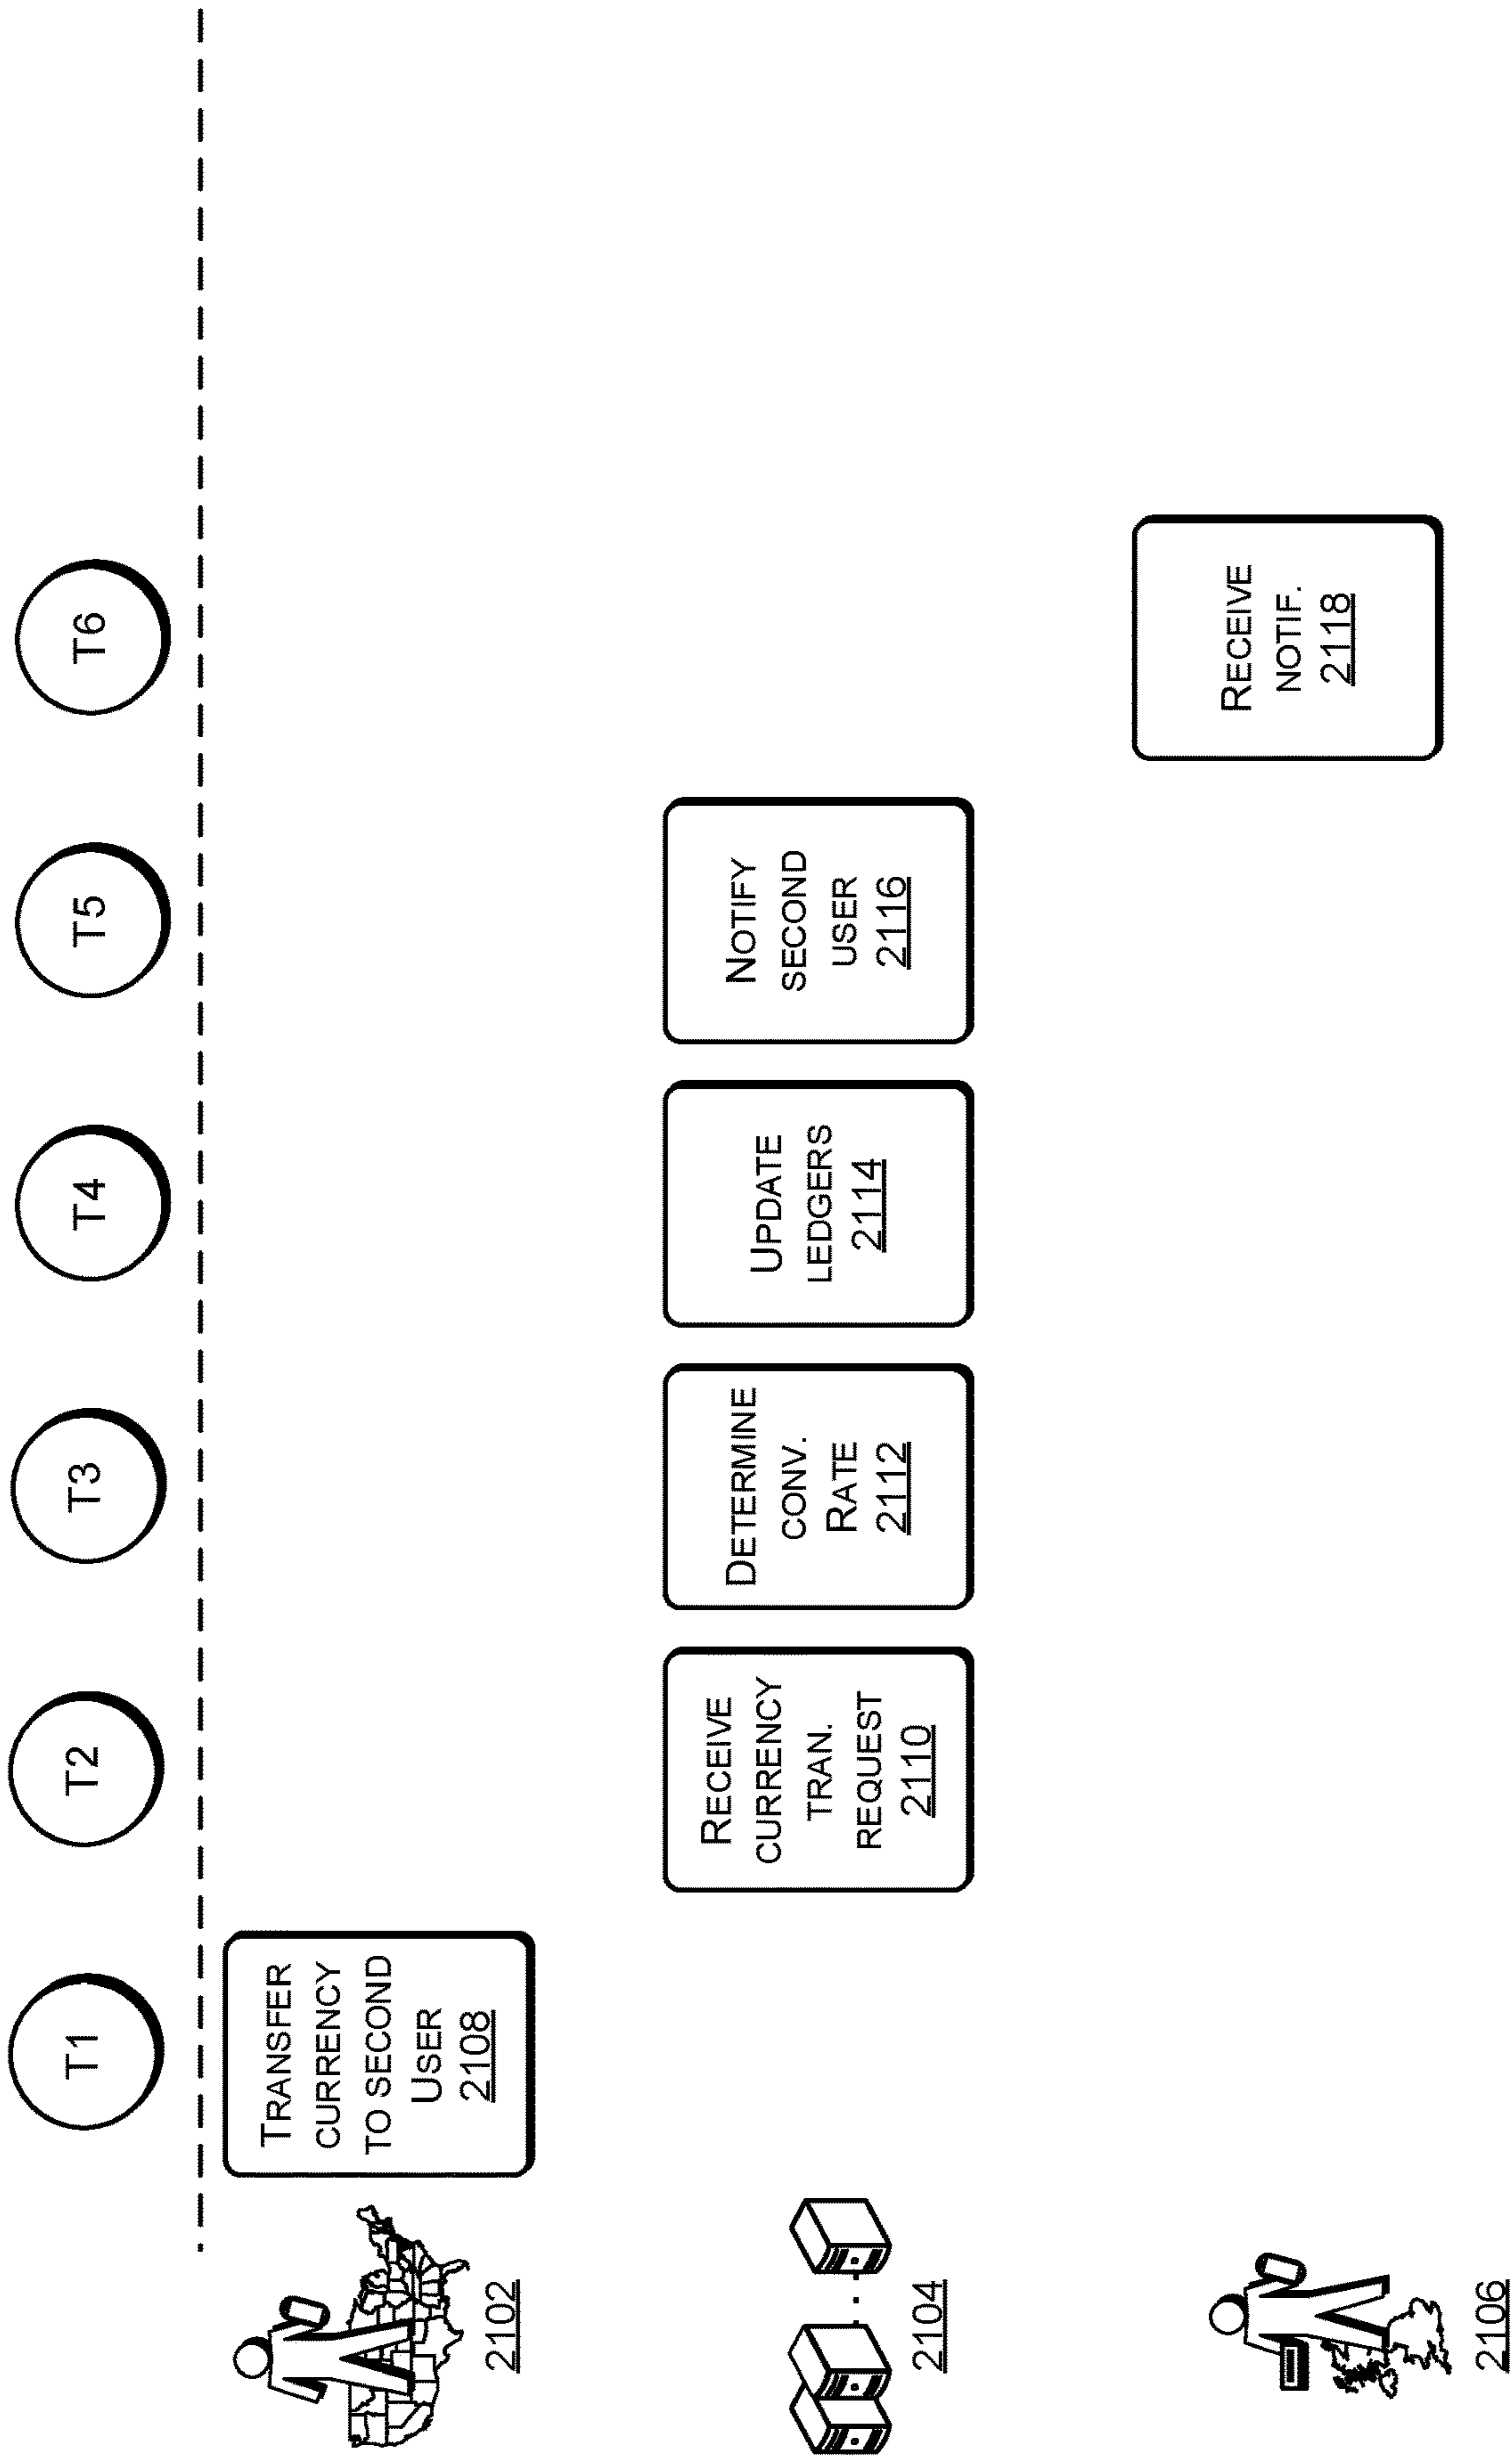 T1
T2
T3
T4
T5
T6
TRANSFER
CURRENCY
TO SECOND
USER
2108
2102
RECEIVE
CURRENCY
TRAN.
REQUEST
2110
DETERMINE
CONV.
RATE
2112
UPDATE
LEDGERS
2114
NOTIFY
SECOND
USER
2116
2104
RECEIVE
NOTIF.
2118
2106